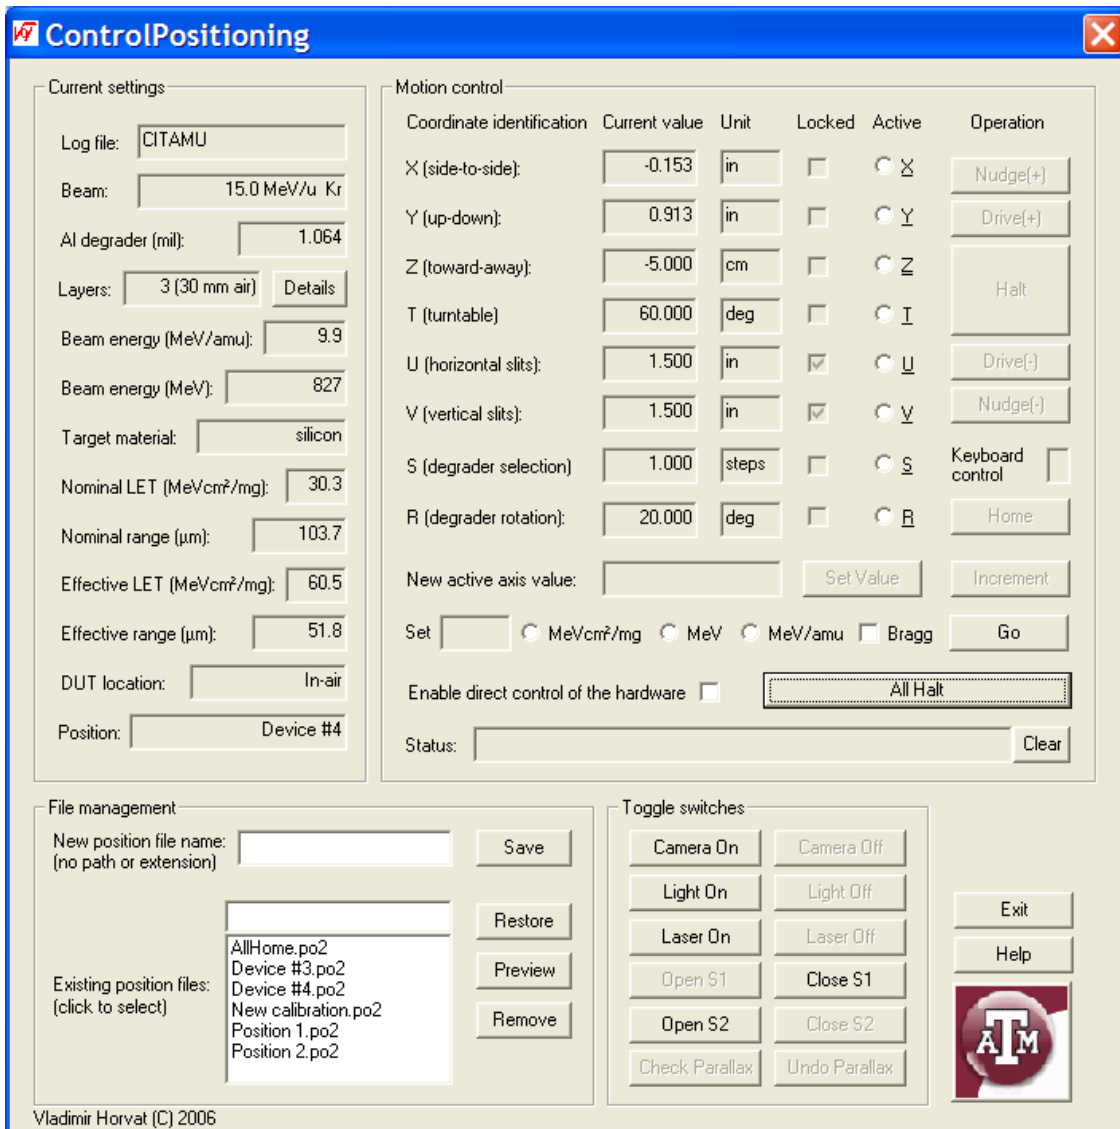 ControlPositioning
Current settings
Log file: CITAMU
Beam: 15.0 MeV/u Kr
Al degrader (mil): 1.064
Layers: 3 (30 mm air) Details
Beam energy (MeV/amu): 9.9
Beam energy (MeV): 827
Target material: silicon
Nominal LET (MeVcm²/mg): 30.3
Nominal range (µm): 103.7
Effective LET (MeVcm²/mg): 60.5
Effective range (µm): 51.8
DUT location: In-air
Position: Device #4
Motion control
Coordinate identification Current value Unit Locked Active Operation
X (side-to-side): -0.153 in X Nudge(+)
Y (up-down): 0.913 in Y Drive(+)
Z (toward-away): -5.000 cm Z Halt
T (turntable) 60.000 deg T
U (horizontal slits): 1.500 in U Drive(-)
V (vertical slits): 1.500 in V Nudge(-)
S (degrader selection) 1.000 steps S Keyboard
control
R (degrader rotation): 20.000 deg R Home
New active axis value: Set Value Increment
Set MeVcm²/mg MeV MeV/amu Bragg Go
Enable direct control of the hardware All Halt
Status: Clear
File management
New position file name:
(no path or extension)
Save
Existing position files:
(click to select)
AllHome.po2
Device #3.po2
Device #4.po2
New calibration.po2
Position 1.po2
Position 2.po2
Restore
Preview
Remove
Toggle switches
Camera On Camera Off
Light On Light Off
Laser On Laser Off
Open S1 Close S1
Open S2 Close S2
Check Parallax Undo Parallax
Exit
Help
ATM
Vladimir Horvat (C) 2006